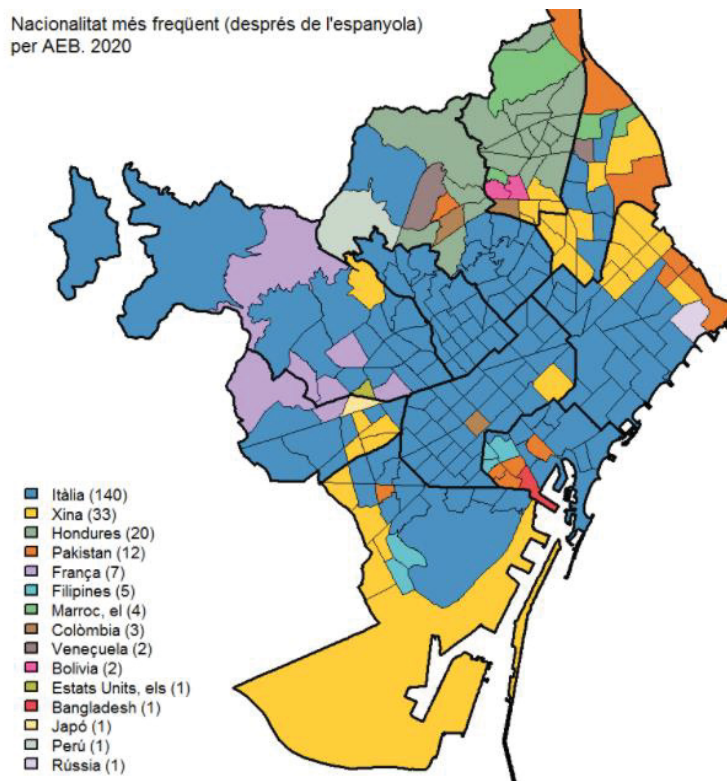 Nacionalitat més freqüent (després de l'espanyola)
per AEB. 2020
Itàlia (140)
Xina (33)
Hondures (20)
Pakistan (12)
França (7)
Filipines (5)
Marroc, el (4)
Colòmbia (3)
Veneçuela (2)
Bolivia (2)
Estats Units, els (1)
Bangladesh (1)
Japó (1)
Perú (1)
Rússia (1)